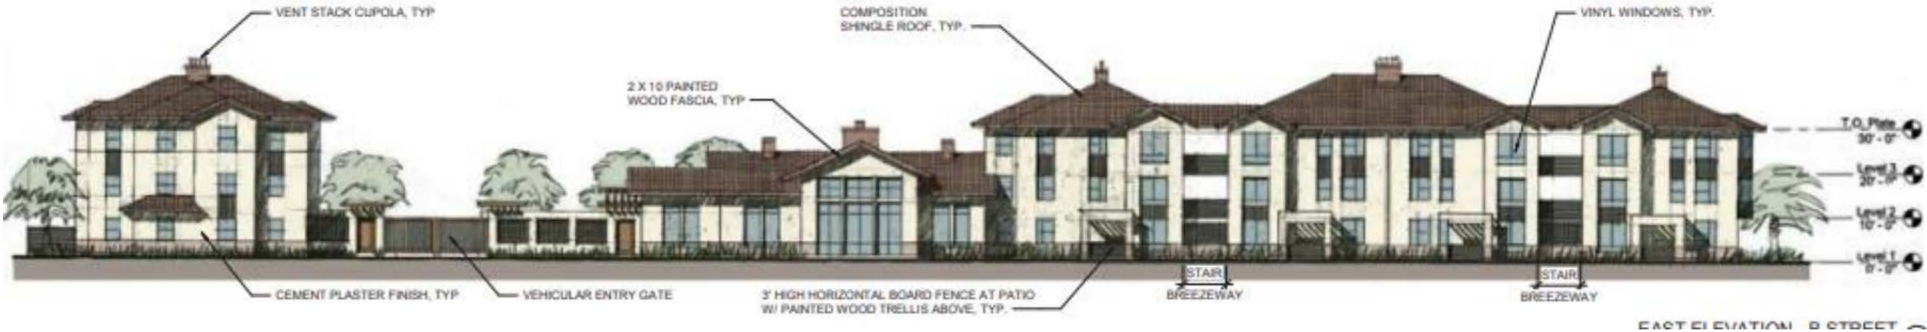 VENT STACK CUPOLA, TYP
COMPOSITION
SHINGLE ROOF, TYP.
VINYL WINDOWS, TYP.
2 X 10 PAINTED
WOOD FASCIA, TYP
T.O. Plate
30' - 0"
Level 3
20' - 0"
Level 2
10' - 0"
Level 1
0' - 0"
CEMENT PLASTER FINISH, TYP
VEHICULAR ENTRY GATE
3' HIGH HORIZONTAL BOARD FENCE AT PATIO
W/ PAINTED WOOD TRELLIS ABOVE, TYP.
STAIR
BREEZEWAY
STAIR
BREEZEWAY
EAST ELEVATION - B STREET